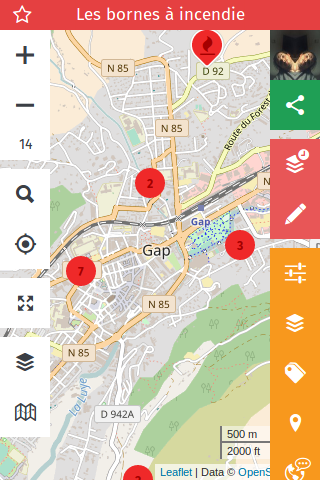 Les bornes à incendie
N 85
D 92
14
N 85
Route du Forest d
N
2
Gap
3
Gap
7
N 85
N 85
La Luye
D 942A
500 m
2000 ft
Leaflet | Data © OpenS